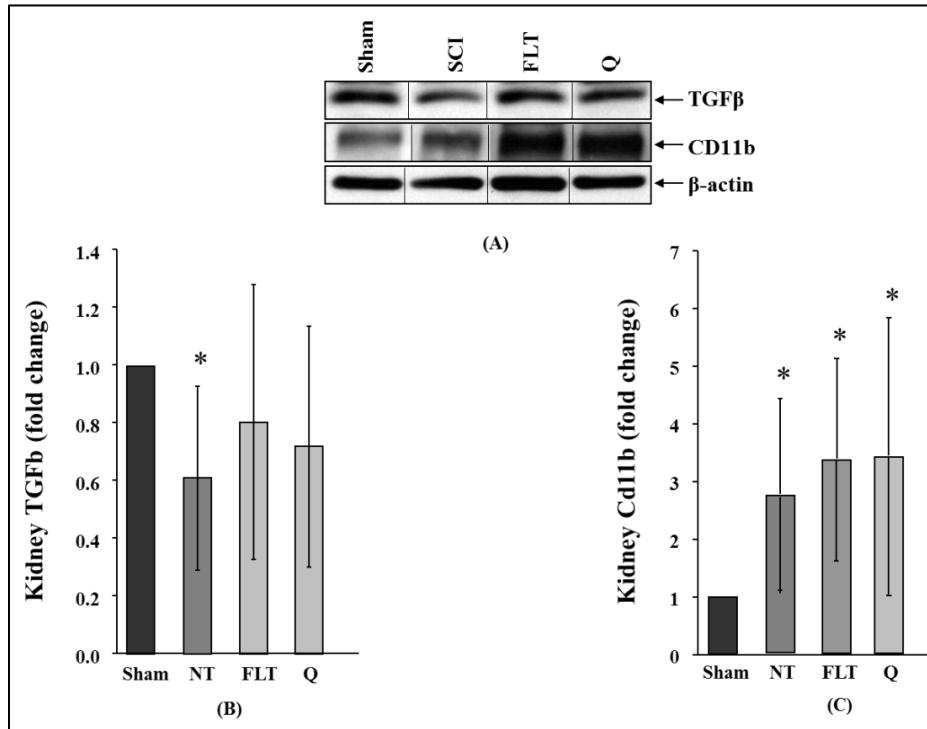 Sham SCI FLT Q
TGFβ
CD11b
β-actin
(A)
Kidney TGFb (fold change)
1.4
1.2
1.0
0.8
0.6
0.4
0.2
0.0
*
Sham NT FLT Q
(B)
Kidney Cd11b (fold change)
7
6
5
4
3
2
1
0
* * *
Sham NT FLT Q
(C)